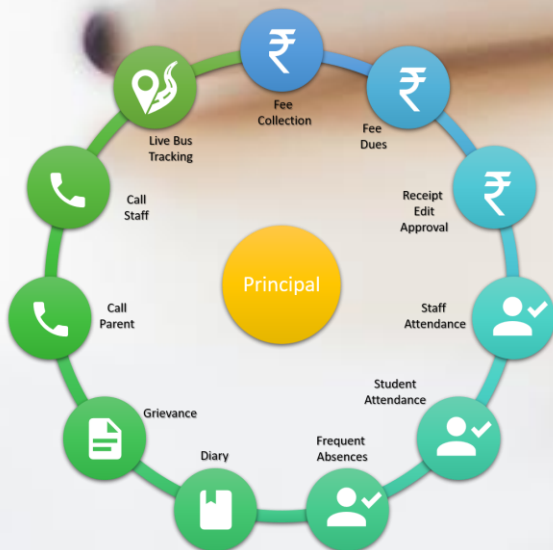 ₹
Fee
Collection
₹
Fee
Dues
₹
Receipt
Edit
Approval
Staff
Attendance
Student
Attendance
Frequent
Absences
Diary
Grievance
Call
Parent
Call
Staff
Live Bus
Tracking
Principal